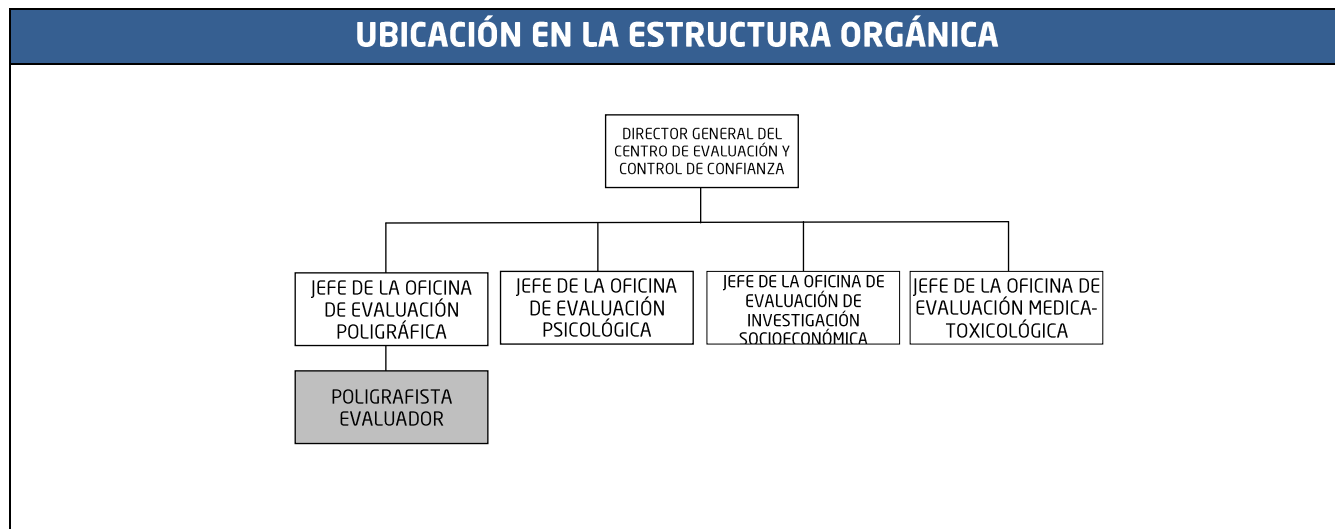 UBICACIÓN EN LA ESTRUCTURA ORGÁNICA
DIRECTOR GENERAL DEL
CENTRO DE EVALUACIÓN Y
CONTROL DE CONFIANZA
JEFE DE LA OFICINA
DE EVALUACIÓN
POLIGRÁFICA
JEFE DE LA OFICINA
DE EVALUACIÓN
PSICOLÓGICA
JEFE DE LA OFICINA DE
EVALUACIÓN DE
INVESTIGACIÓN
SOCIOECONÓMICA
JEFE DE LA OFICINA DE
EVALUACIÓN MEDICA-
TOXICOLÓGICA
POLIGRAFISTA
EVALUADOR